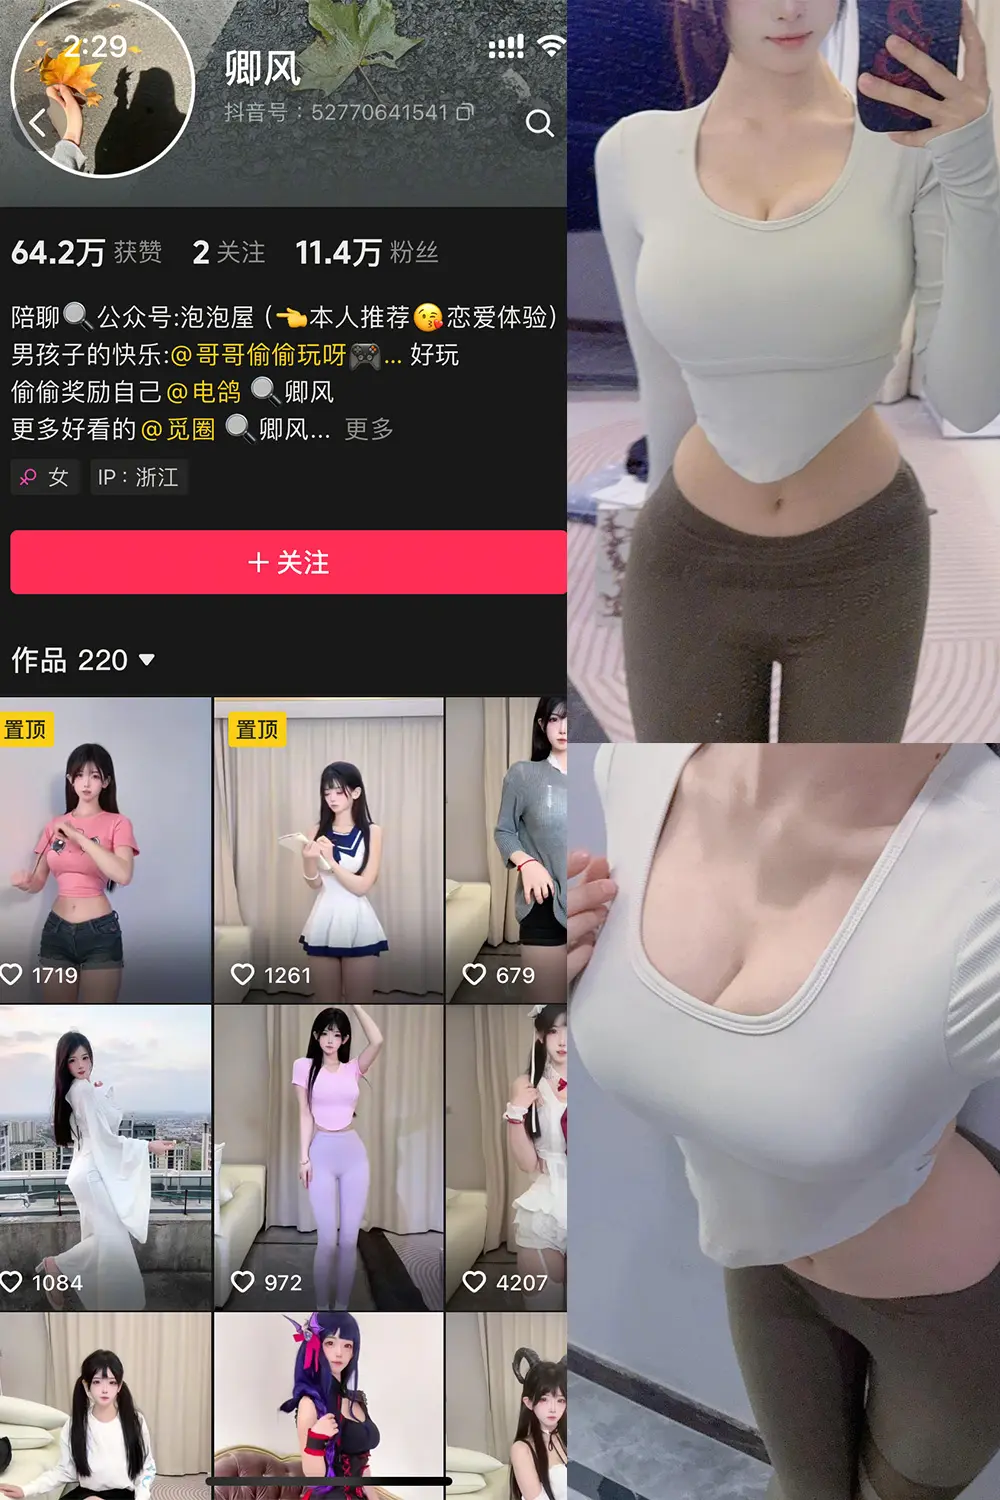 2:29
卿风
抖音号：52770641541
64.2万 获赞 2 关注 11.4万 粉丝
陪聊🔍公众号:泡泡屋（👈本人推荐😘恋爱体验）
男孩子的快乐:@哥哥偷偷玩呀🎮... 好玩
偷偷奖励自己@电鸽 🔍卿风
更多好看的@觅圈 🔍卿风... 更多
女 IP：浙江
＋关注
作品 220
置顶 置顶
1719 1261 679
1084 972 4207